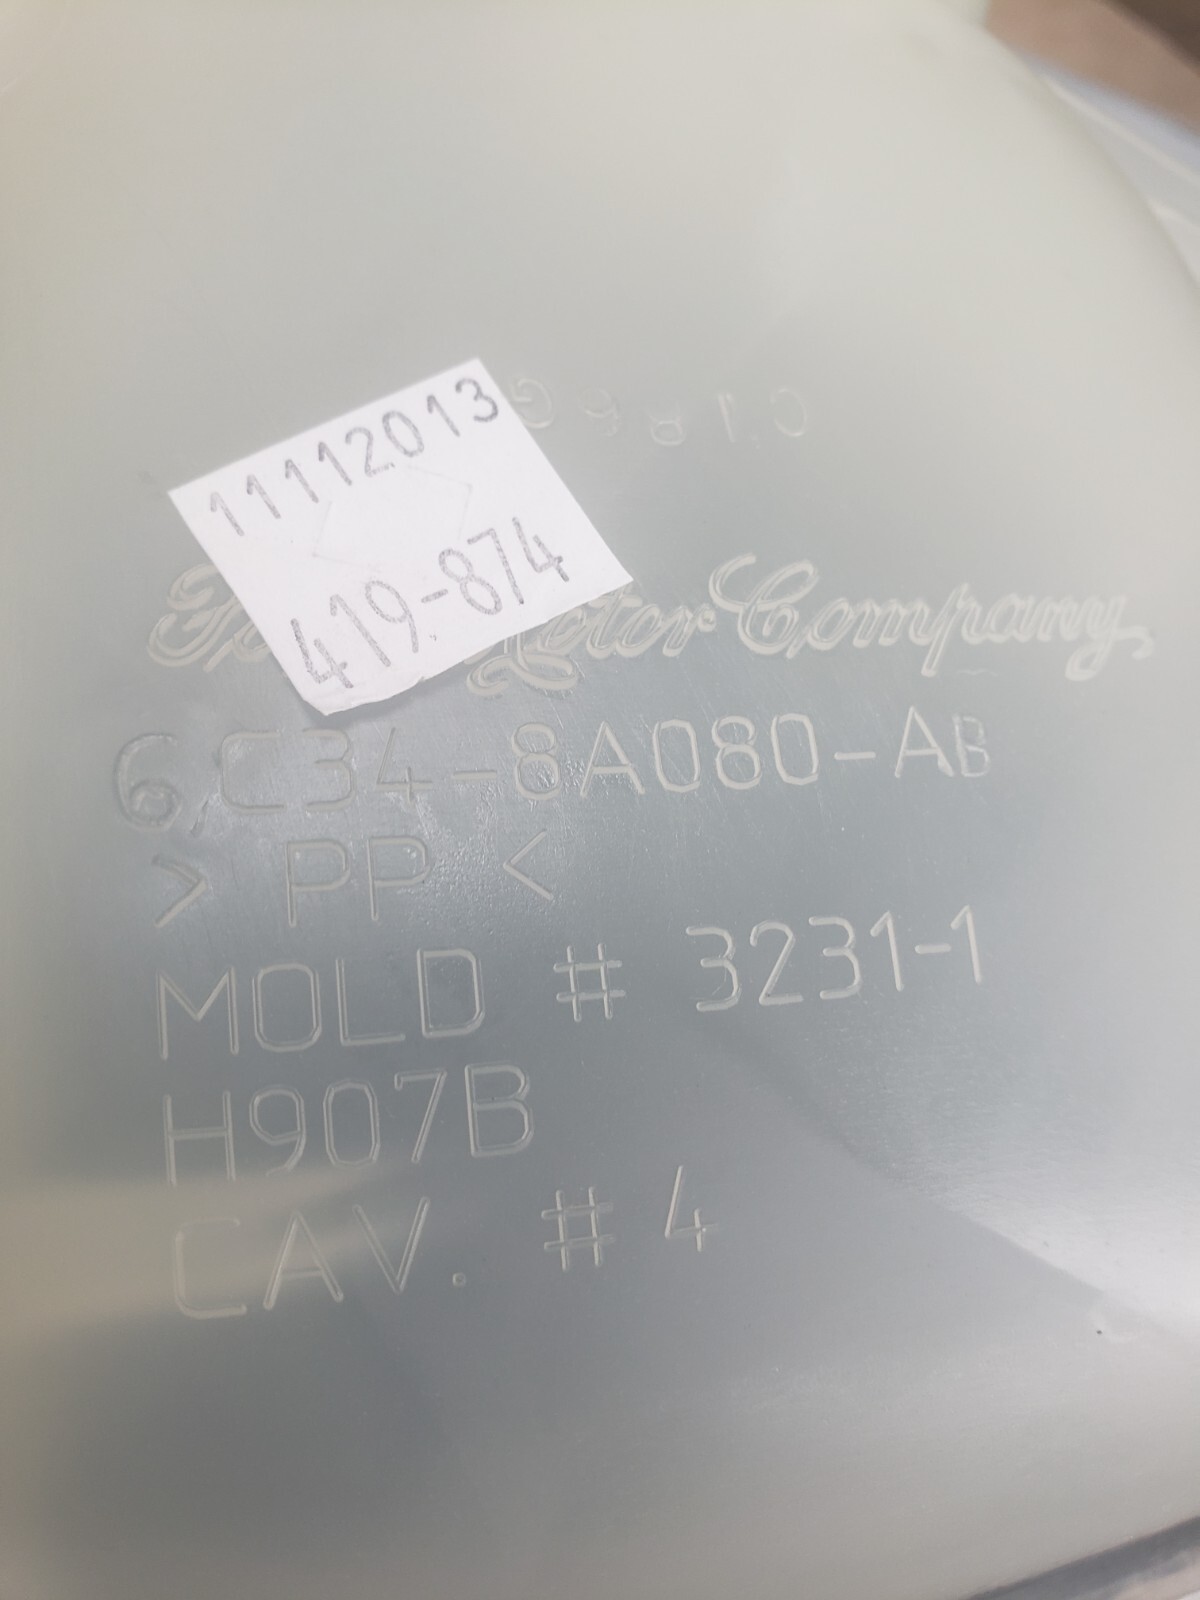 11112013
419-874
Motor Company
6C34-8A080-AB
> PP <
MOLD # 3231-1
H907B
CAV. # 4